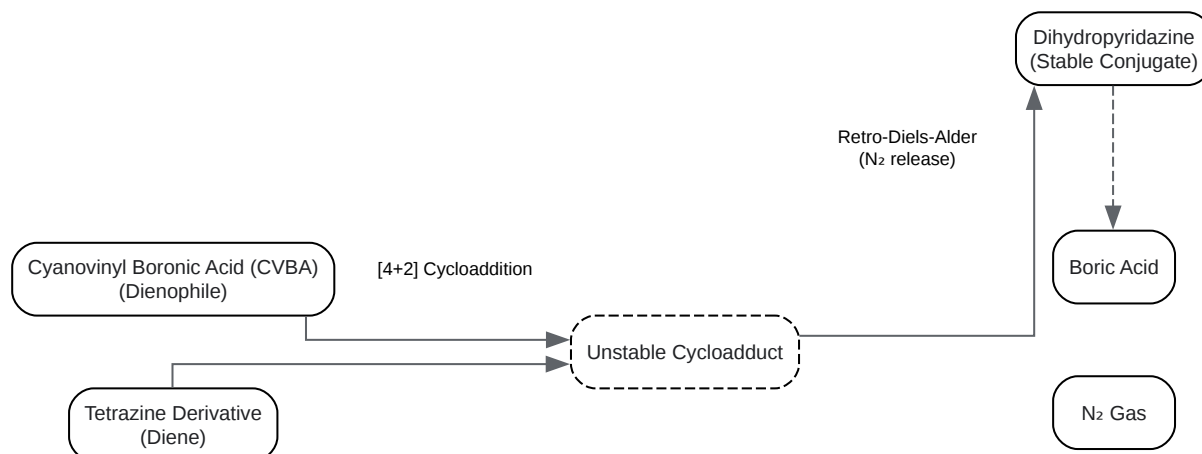 Dihydropyridazine
(Stable Conjugate)
Retro-Diels-Alder
(N₂ release)
Cyanovinyl Boronic Acid (CVBA)
(Dienophile)
[4+2] Cycloaddition
Boric Acid
Unstable Cycloadduct
Tetrazine Derivative
(Diene)
N₂ Gas